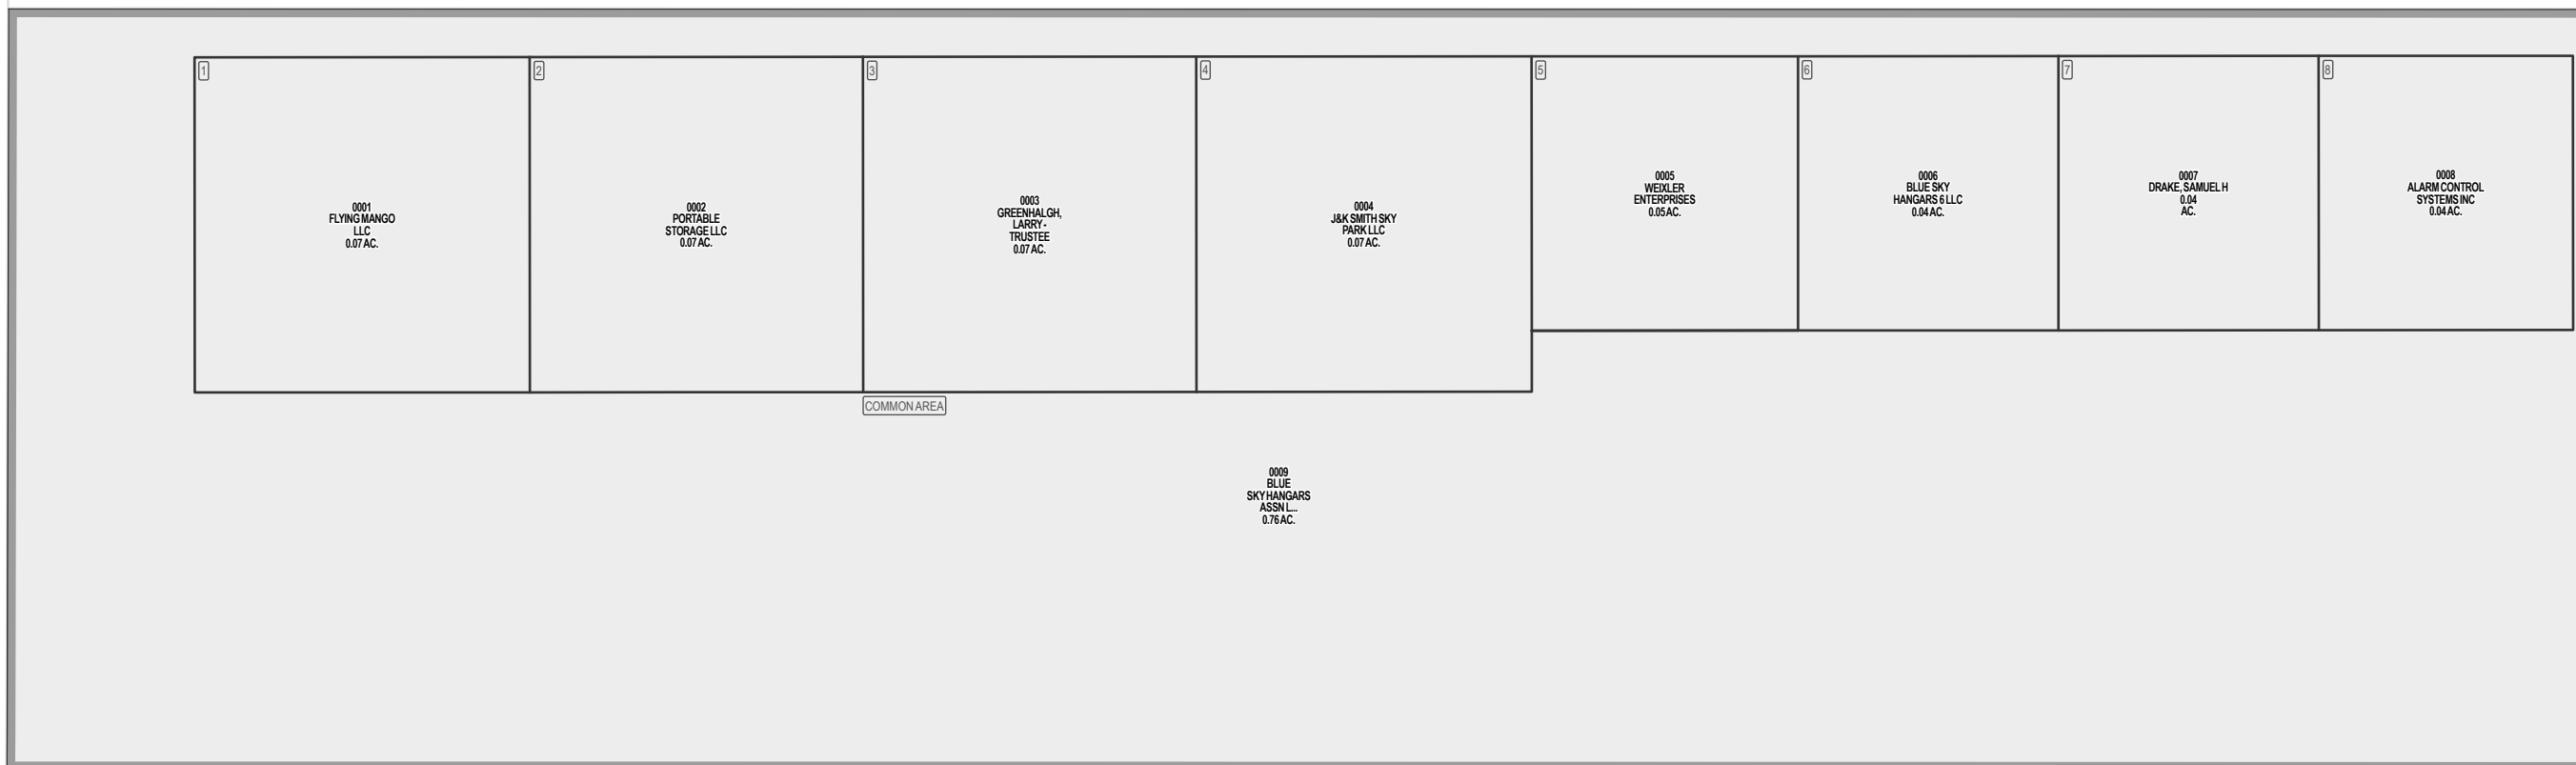 1
0001
FLYING MANGO
LLC
0.07 AC.
2
0002
PORTABLE
STORAGE LLC
0.07 AC.
3
0003
GREENHALGH,
LARRY -
TRUSTEE
0.07 AC.
4
0004
J&K SMITH SKY
PARK LLC
0.07 AC.
5
0005
WEIXLER
ENTERPRISES
0.05 AC.
6
0006
BLUE SKY
HANGARS 6 LLC
0.04 AC.
7
0007
DRAKE, SAMUEL H
0.04
AC.
8
0008
ALARM CONTROL
SYSTEMS INC
0.04 AC.
COMMON AREA
0009
BLUE
SKY HANGARS
ASSN L...
0.76 AC.